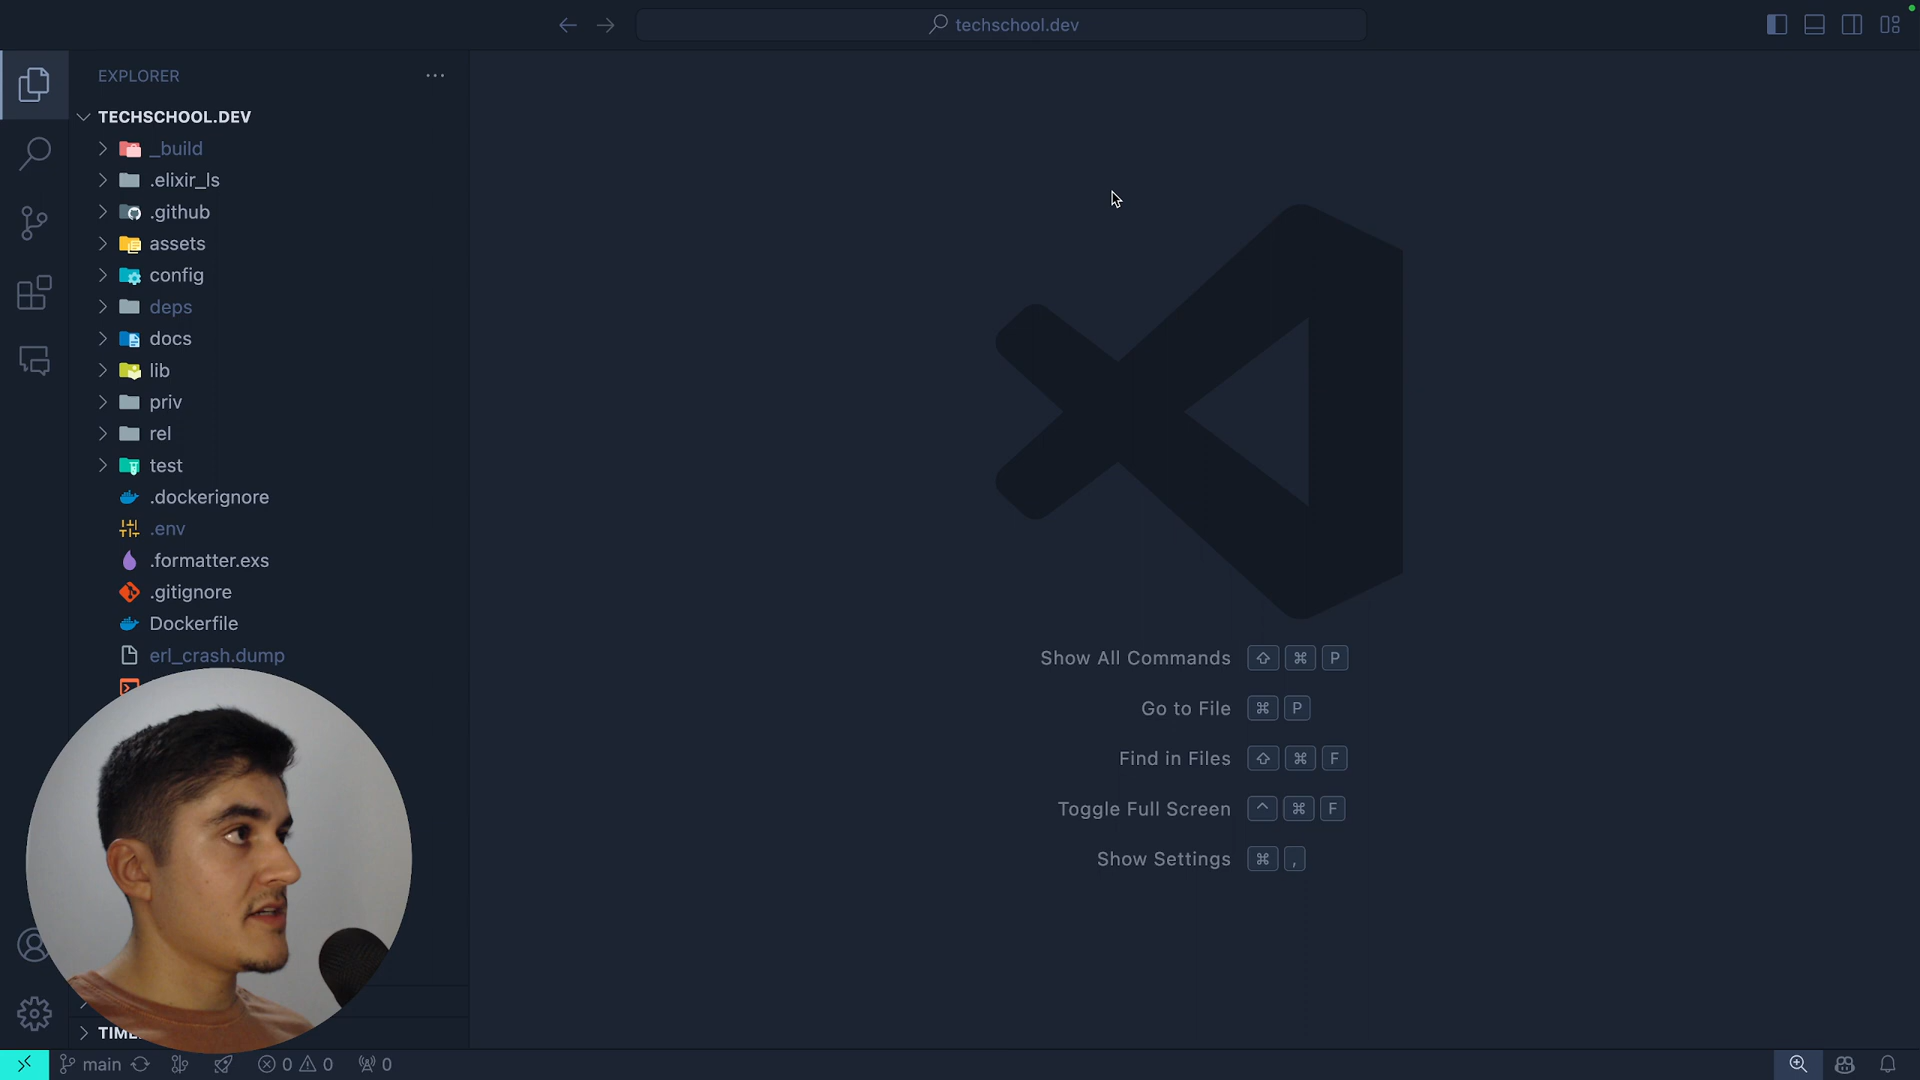 techschool.dev
EXPLORER
TECHSCHOOL.DEV
_build
.elixir_ls
.github
assets
config
deps
docs
lib
priv
rel
test
.dockerignore
.env
.formatter.exs
.gitignore
Dockerfile
erl_crash.dump
Show All Commands ⇧ ⌘ P
Go to File ⌘ P
Find in Files ⇧ ⌘ F
Toggle Full Screen ^ ⌘ F
Show Settings ⌘ ,
main 0 0 0